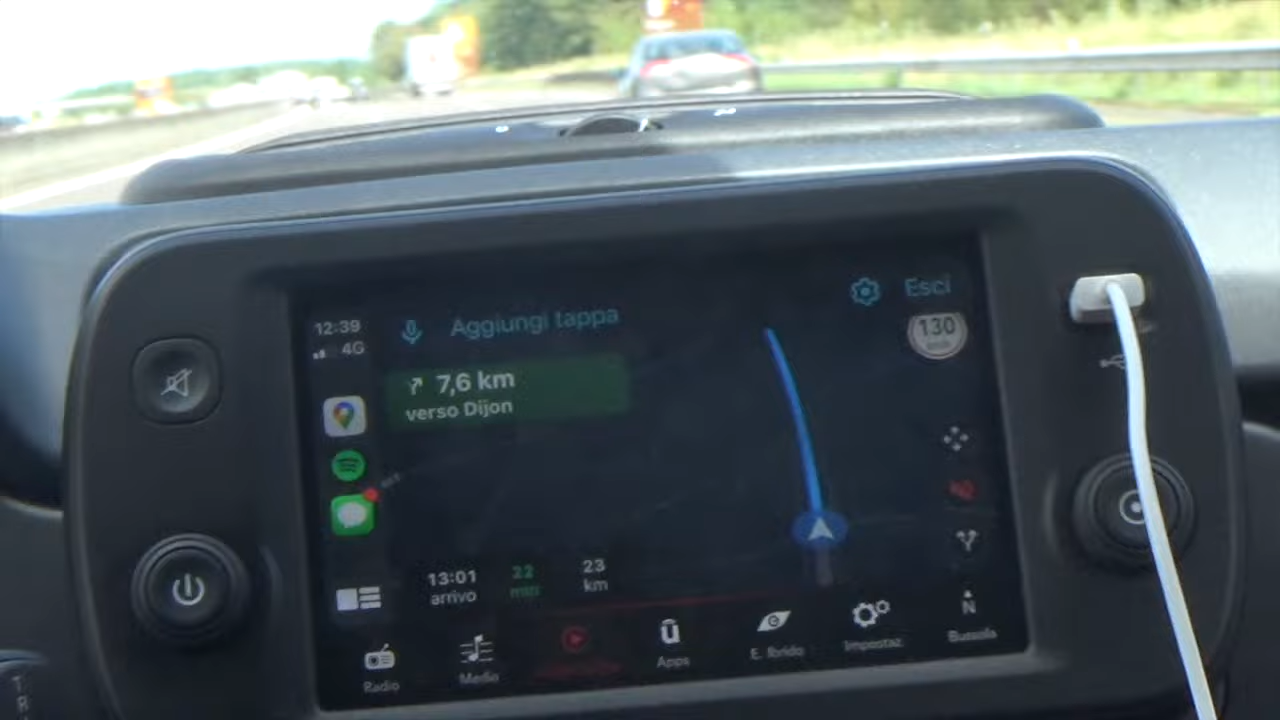 12:39
4G
Aggiungi tappa
Esci
130
7,6 km
verso Dijon
13:01
arrivo
22
min
23
km
N
Radio
Media
Apps
E. Ibrido
Impostaz.
Bussola